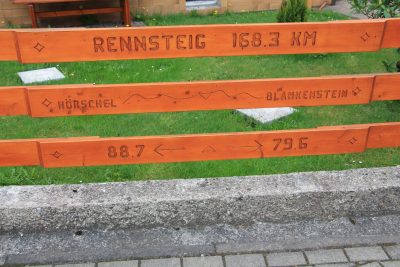 RENNSTEIG 168.3 KM
HÖRSCHEL BLANKENSTEIN
88.7 79.6